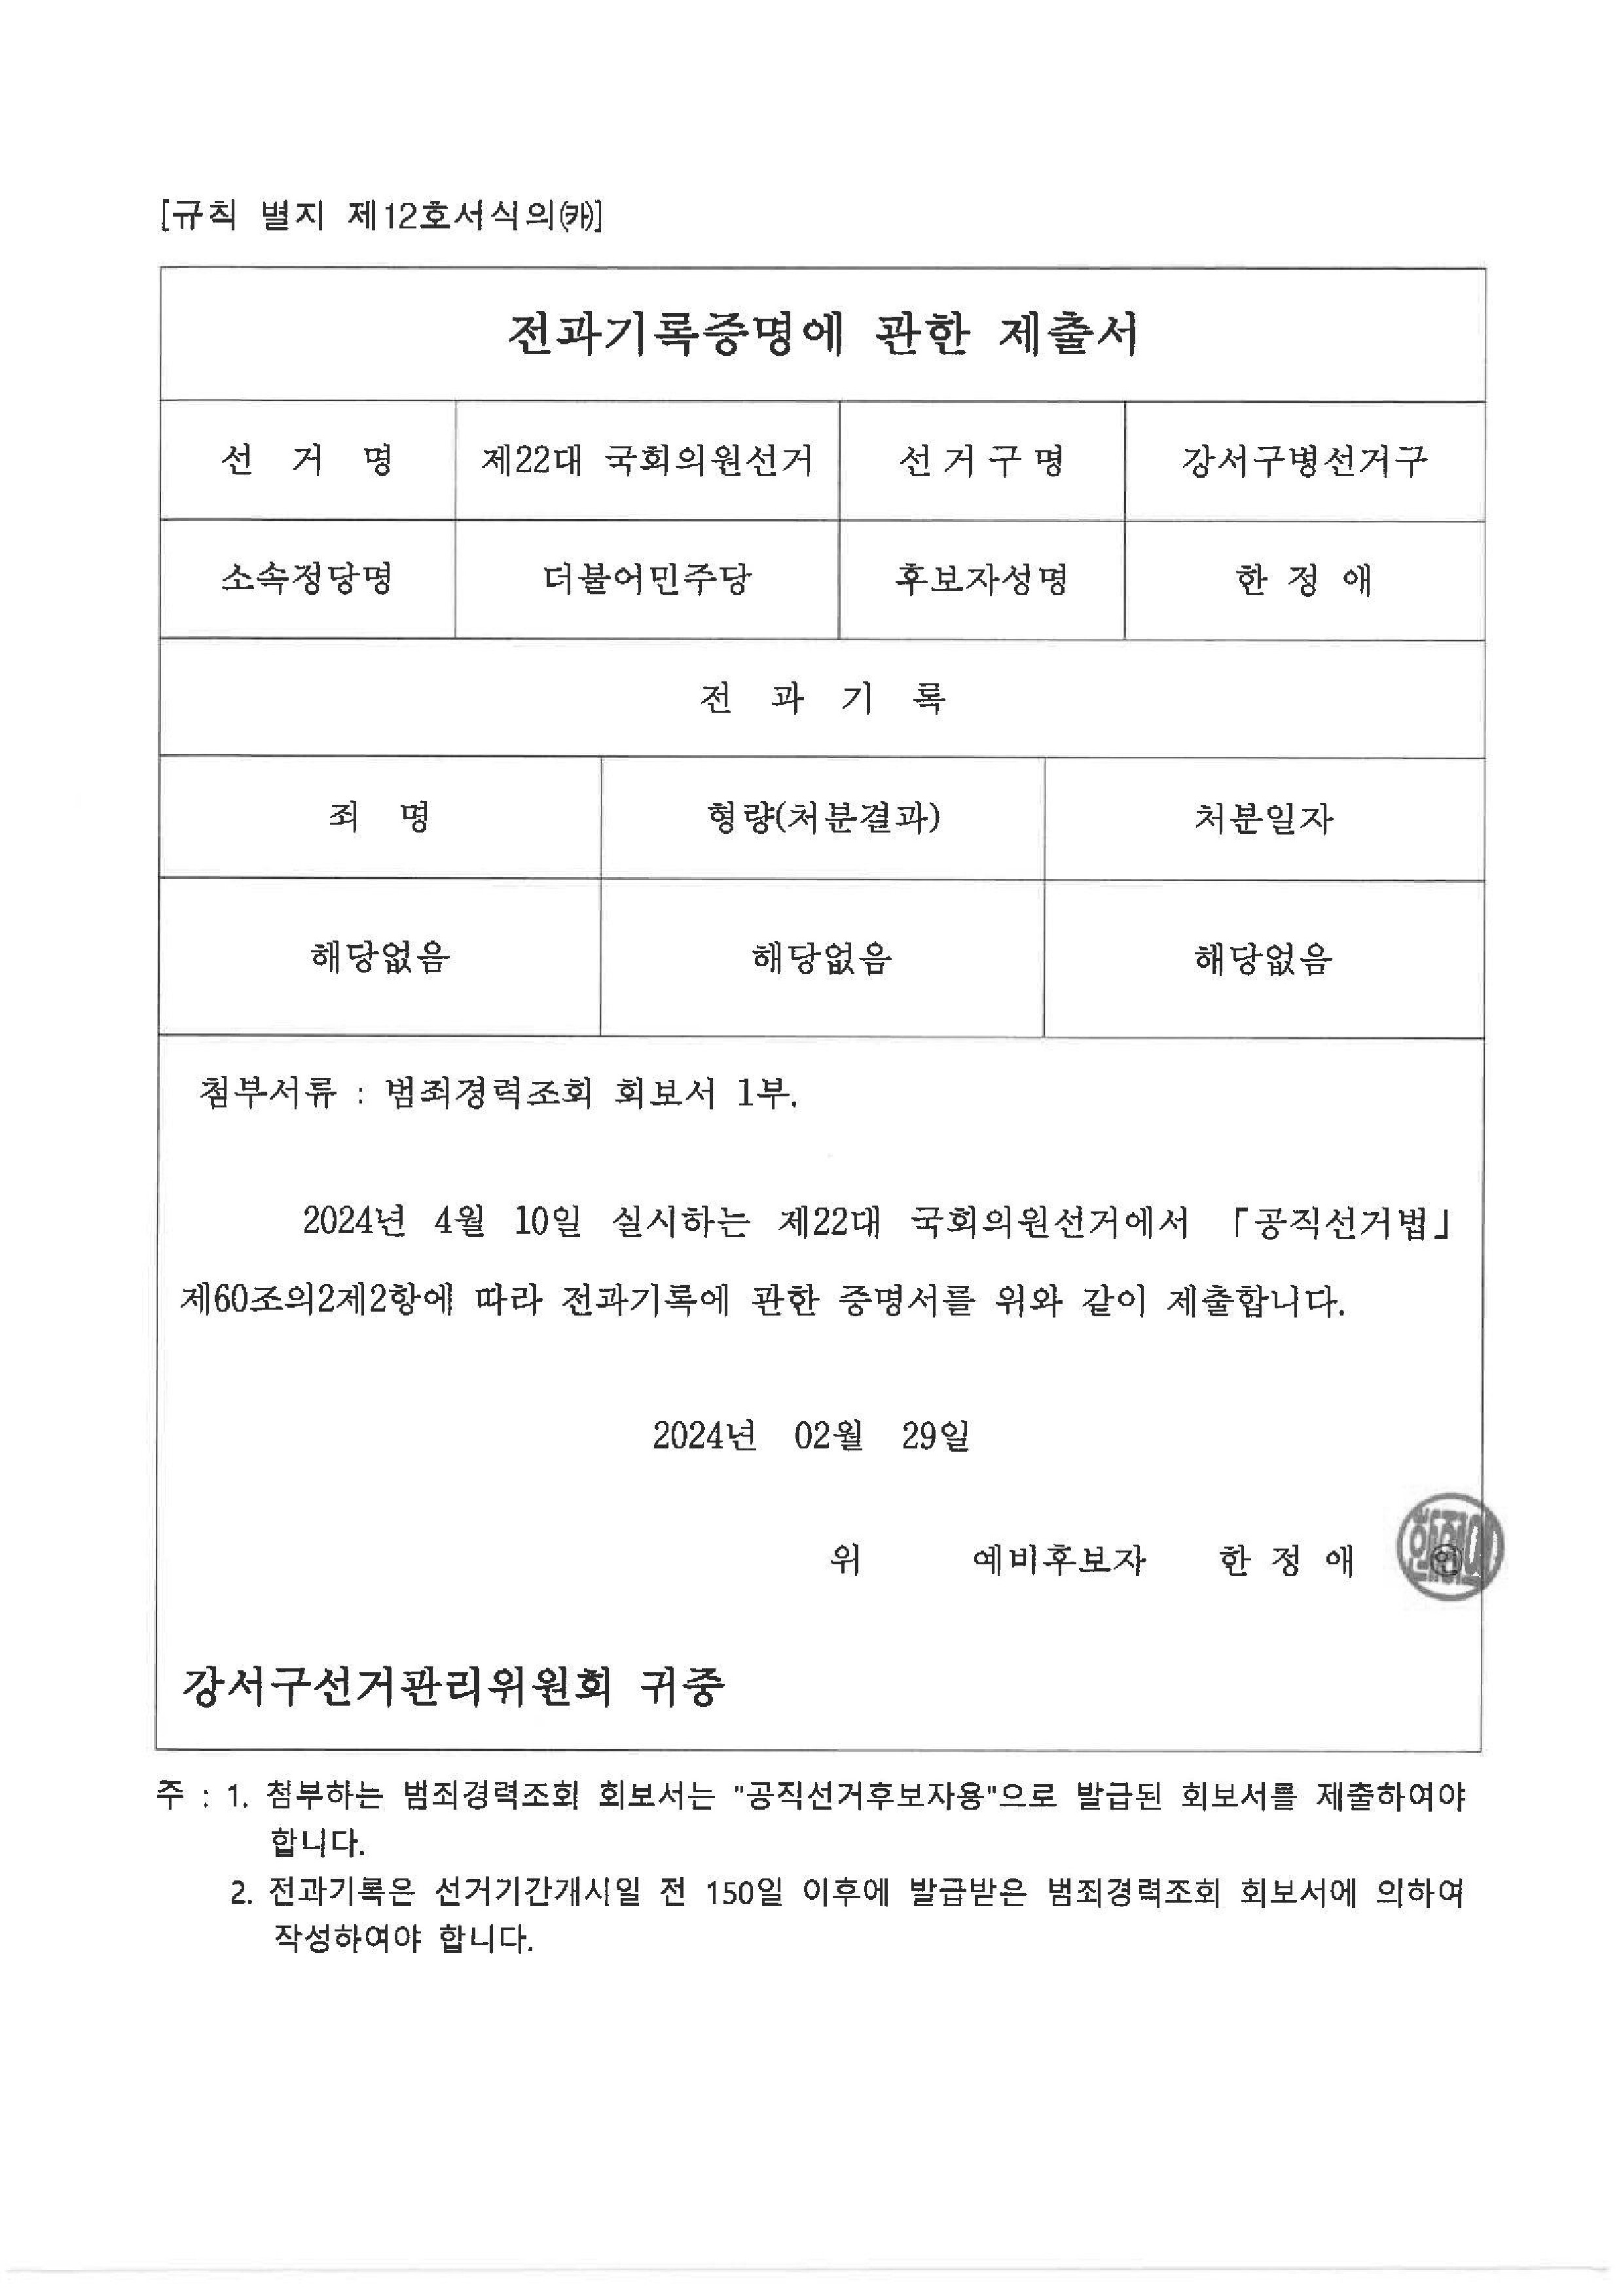 [규칙 별지 제12호서식의㈸]
전과기록증명에 관한 제출서
선 거 명 제22대 국회의원선거 선거구명 강서구병선거구
소속정당명 더불어민주당 후보자성명 한 정 애
전 과 기 록
죄 명 형량(처분결과) 처분일자
해당없음 해당없음 해당없음
첨부서류 : 범죄경력조회 회보서 1부.
2024년 4월 10일 실시하는 제22대 국회의원선거에서 「공직선거법」
제60조의2제2항에 따라 전과기록에 관한 증명서를 위와 같이 제출합니다.
2024년 02월 29일
위 예비후보자 한 정 애 ㊞
강서구선거관리위원회 귀중
주 : 1. 첨부하는 범죄경력조회 회보서는 "공직선거후보자용"으로 발급된 회보서를 제출하여야
합니다.
2. 전과기록은 선거기간개시일 전 150일 이후에 발급받은 범죄경력조회 회보서에 의하여
작성하여야 합니다.